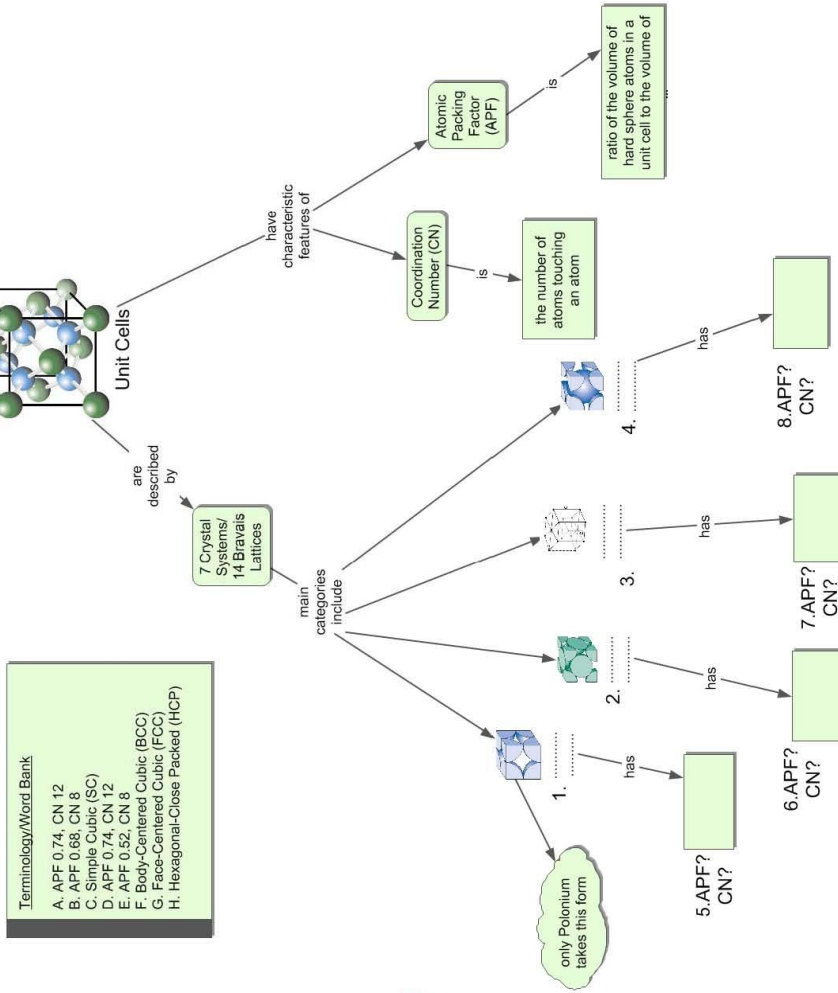 Unit Cells
are
described
by
have
characteristic
features of
7 Crystal
Systems/
14 Bravais
Lattices
Coordination
Number (CN)
Atomic
Packing
Factor
(APF)
is
is
the number of
atoms touching
an atom
ratio of the volume of
hard sphere atoms in a
unit cell to the volume of
...
main
categories
include
Terminology/Word Bank
A. APF 0.74, CN 12
B. APF 0.68, CN 8
C. Simple Cubic (SC)
D. APF 0.74, CN 12
E. APF 0.52, CN 8
F. Body-Centered Cubic (BCC)
G. Face-Centered Cubic (FCC)
H. Hexagonal-Close Packed (HCP)
only Polonium
takes this form
1.
2.
3.
4.
has
has
has
has
5.APF?
CN?
6.APF?
CN?
7.APF?
CN?
8.APF?
CN?